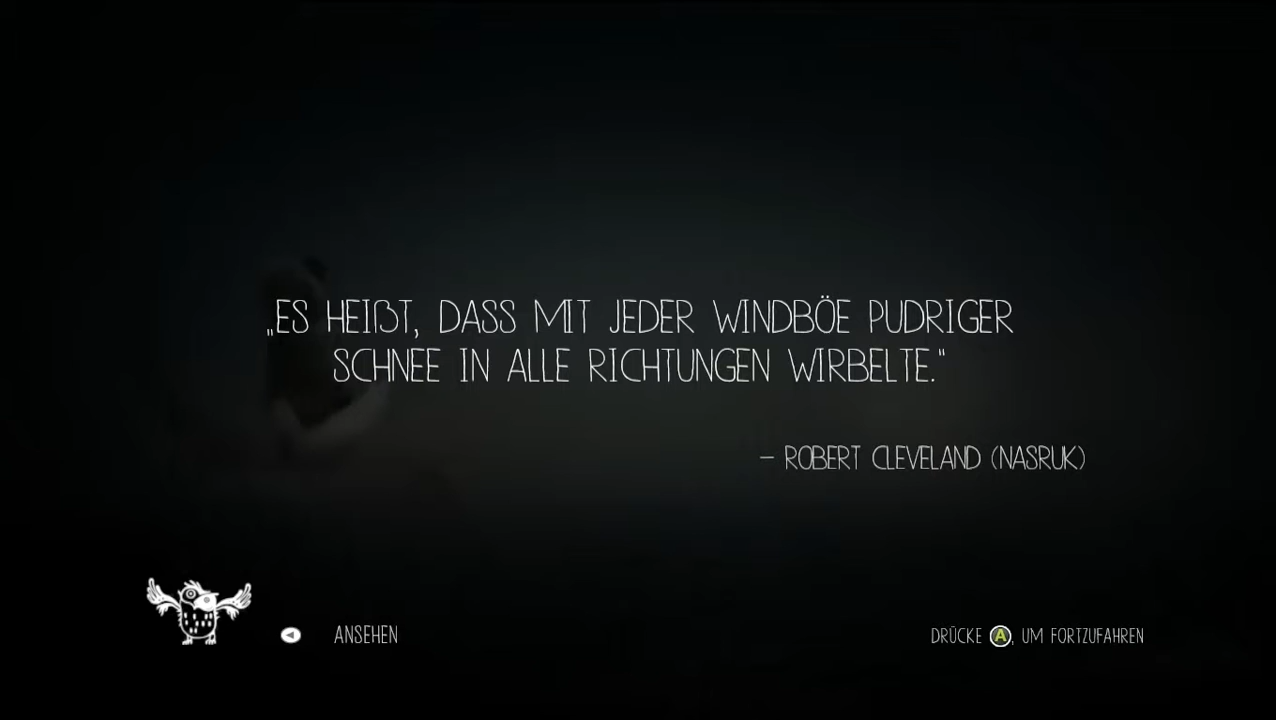 „ES HEIẞT, DASS MIT JEDER WINDBÖE PUDRIGER
SCHNEE IN ALLE RICHTUNGEN WIRBELTE.“
– ROBERT CLEVELAND (NASRUK)
ANSEHEN
DRÜCKE A, UM FORTZUFAHREN